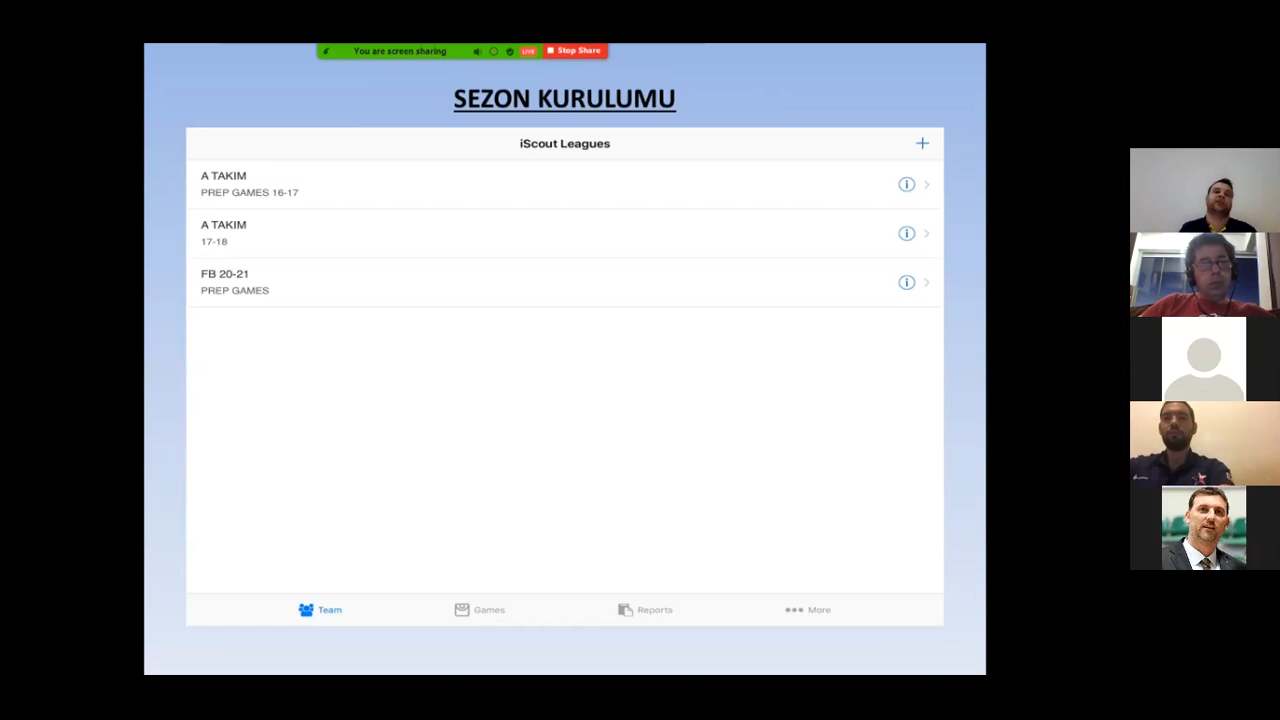 You are screen sharing
LIVE
Stop Share
SEZON KURULUMU
iScout Leagues
A TAKIM
PREP GAMES 16-17
A TAKIM
17-18
FB 20-21
PREP GAMES
Team
Games
Reports
More